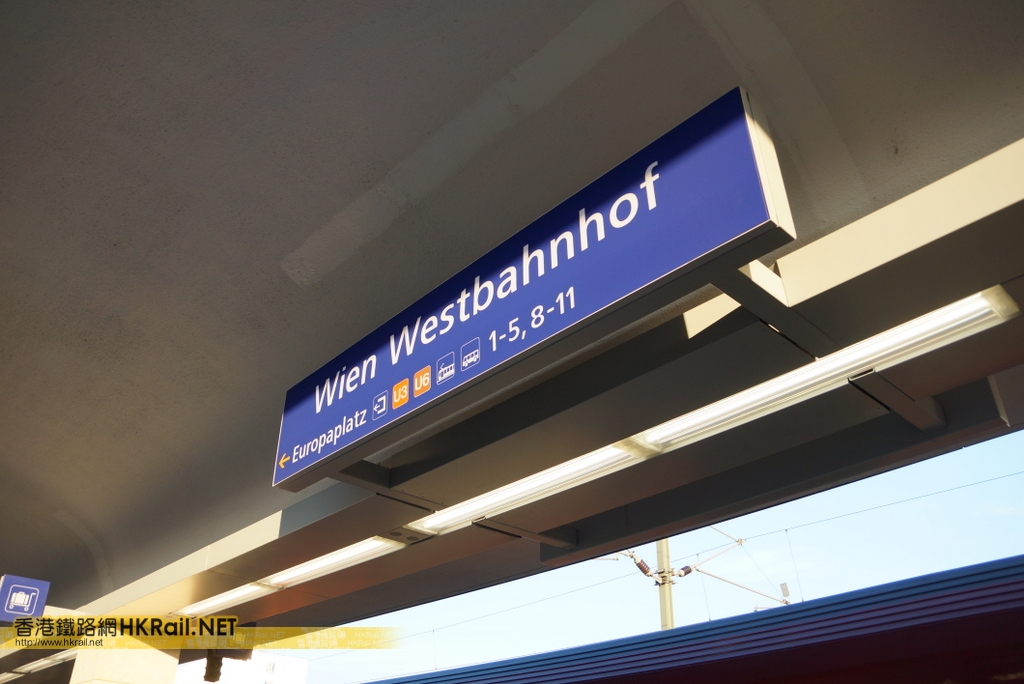 Wien Westbahnhof
←Europaplatz U3 U6 1-5, 8-11
香港鐵路網HKRail.NET
http://www.hkrail.net